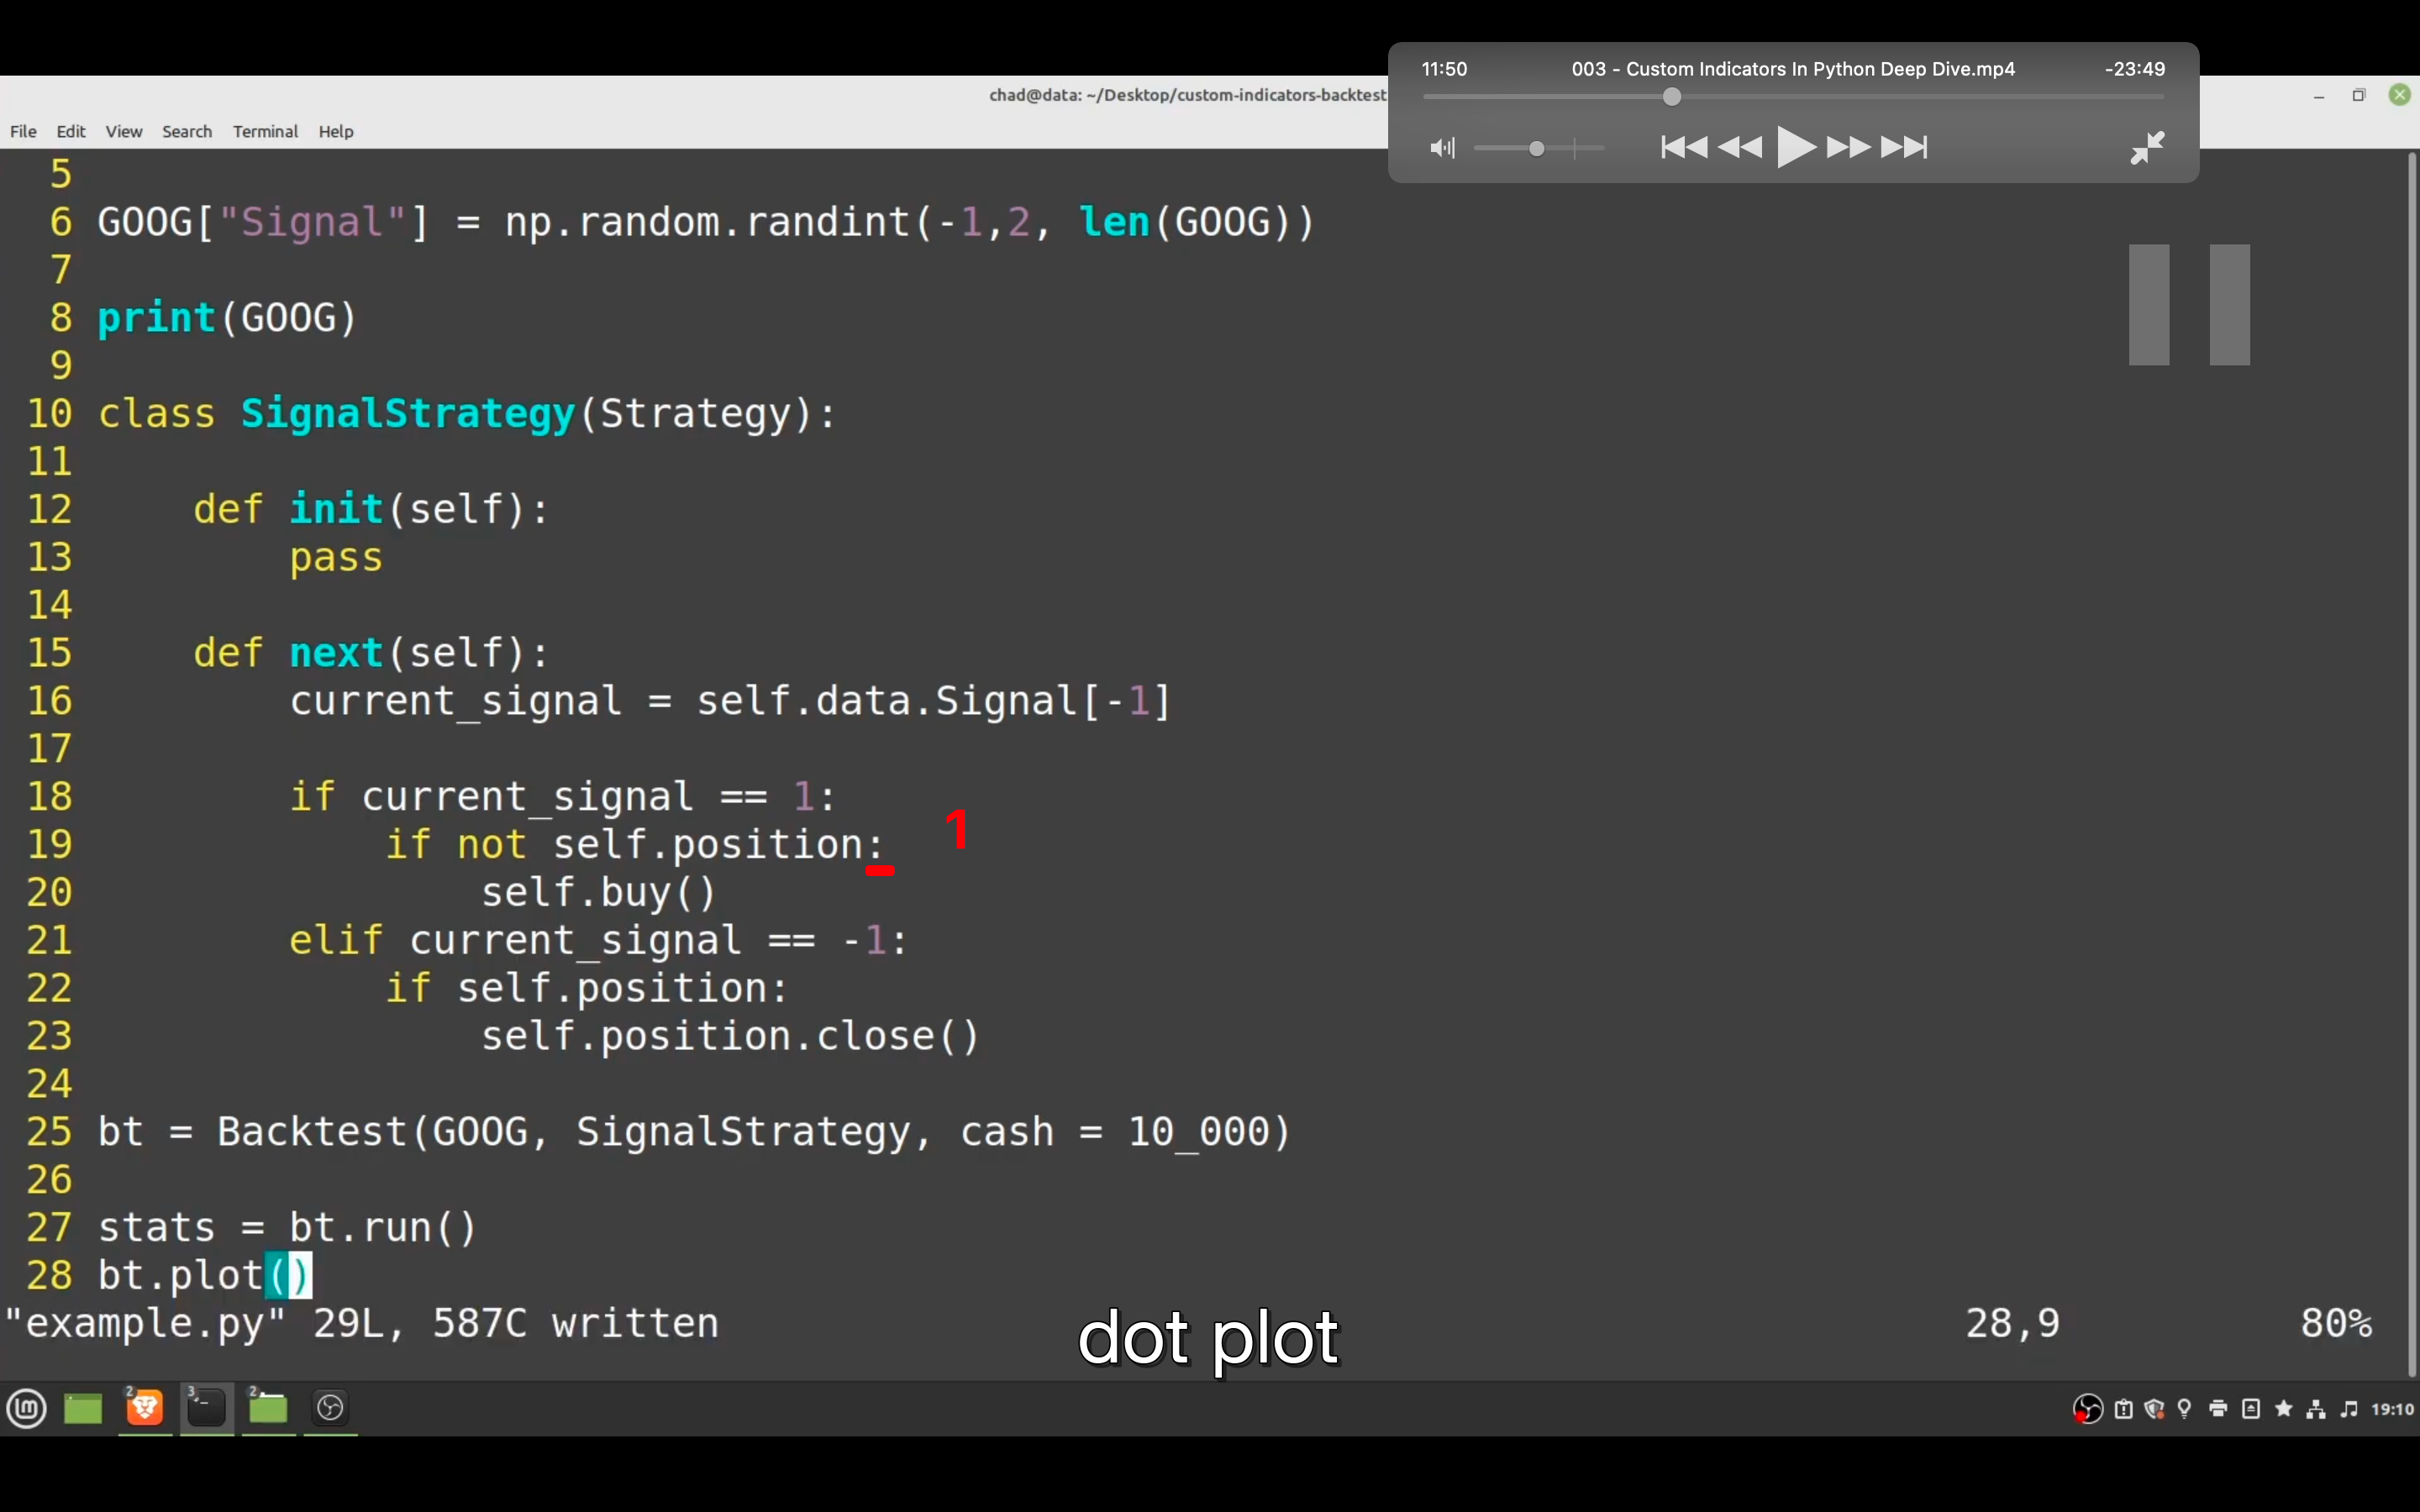 11:50 003 - Custom Indicators In Python Deep Dive.mp4 -23:49
chad@data: ~/Desktop/custom-indicators-backtest
File Edit View Search Terminal Help
5
6 GOOG["Signal"] = np.random.randint(-1,2, len(GOOG))
7
8 print(GOOG)
9
10 class SignalStrategy(Strategy):
11
12     def init(self):
13         pass
14
15     def next(self):
16         current_signal = self.data.Signal[-1]
17
18         if current_signal == 1:
1
19             if not self.position:
20                 self.buy()
21         elif current_signal == -1:
22             if self.position:
23                 self.position.close()
24
25 bt = Backtest(GOOG, SignalStrategy, cash = 10_000)
26
27 stats = bt.run()
28 bt.plot()
"example.py" 29L, 587C written 28,9 80%
dot plot
2 3 2 19:10